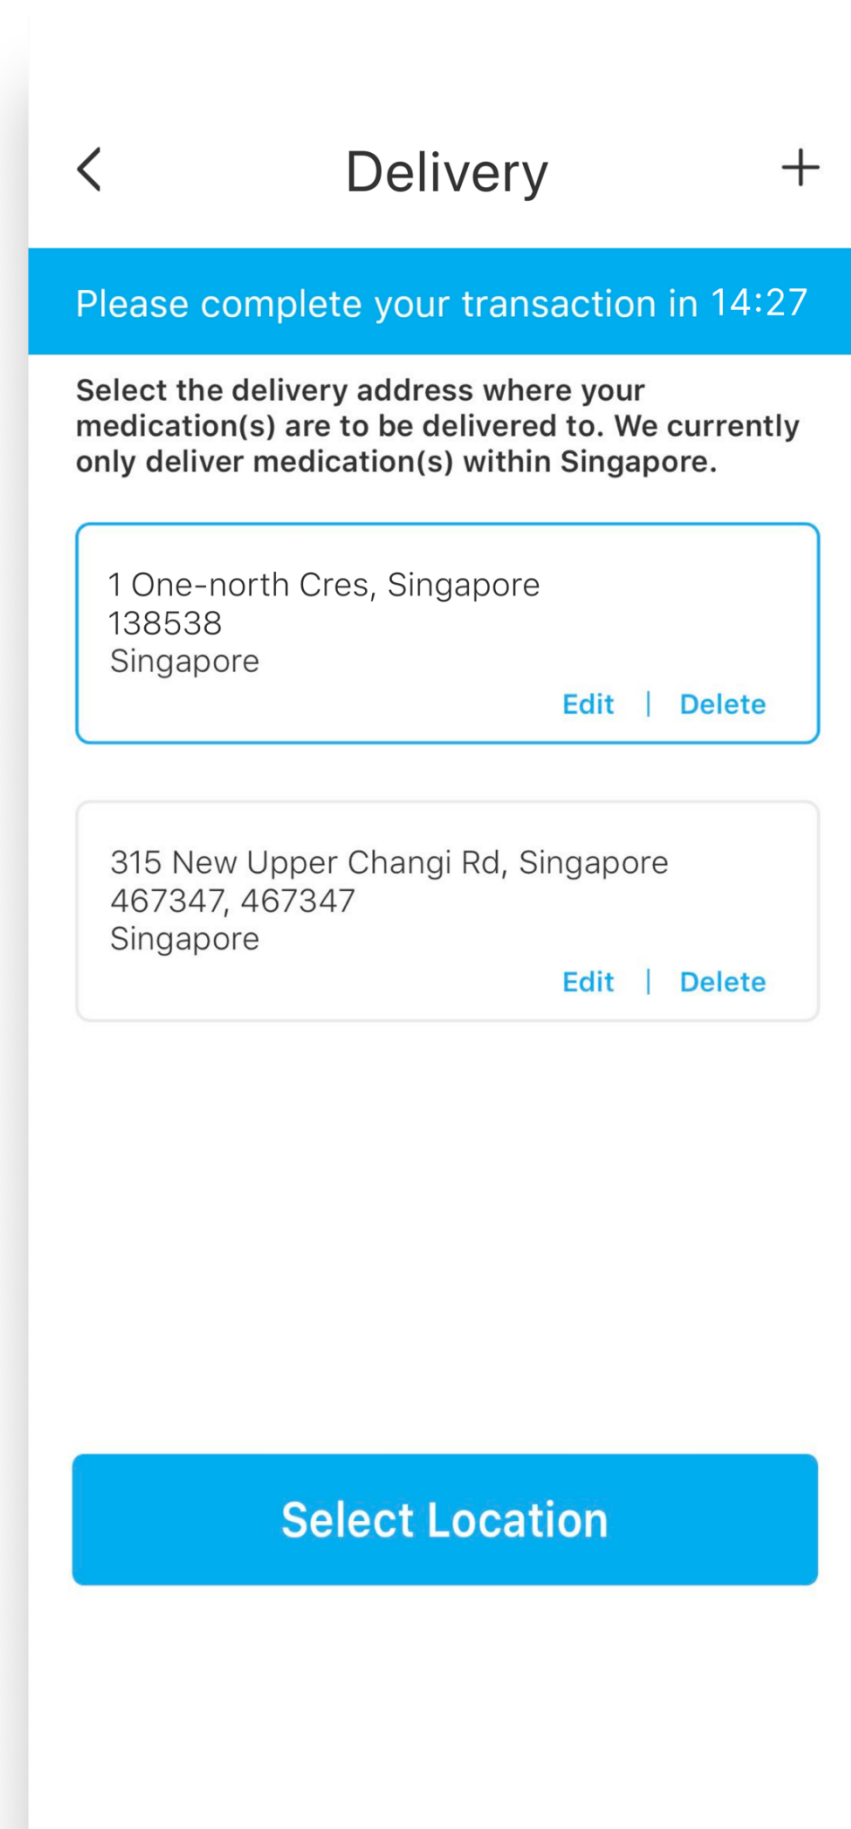 Delivery
Please complete your transaction in 14:27
Select the delivery address where your
medication(s) are to be delivered to. We currently
only deliver medication(s) within Singapore.
1 One-north Cres, Singapore
138538
Singapore
Edit | Delete
315 New Upper Changi Rd, Singapore
467347, 467347
Singapore
Edit | Delete
Select Location